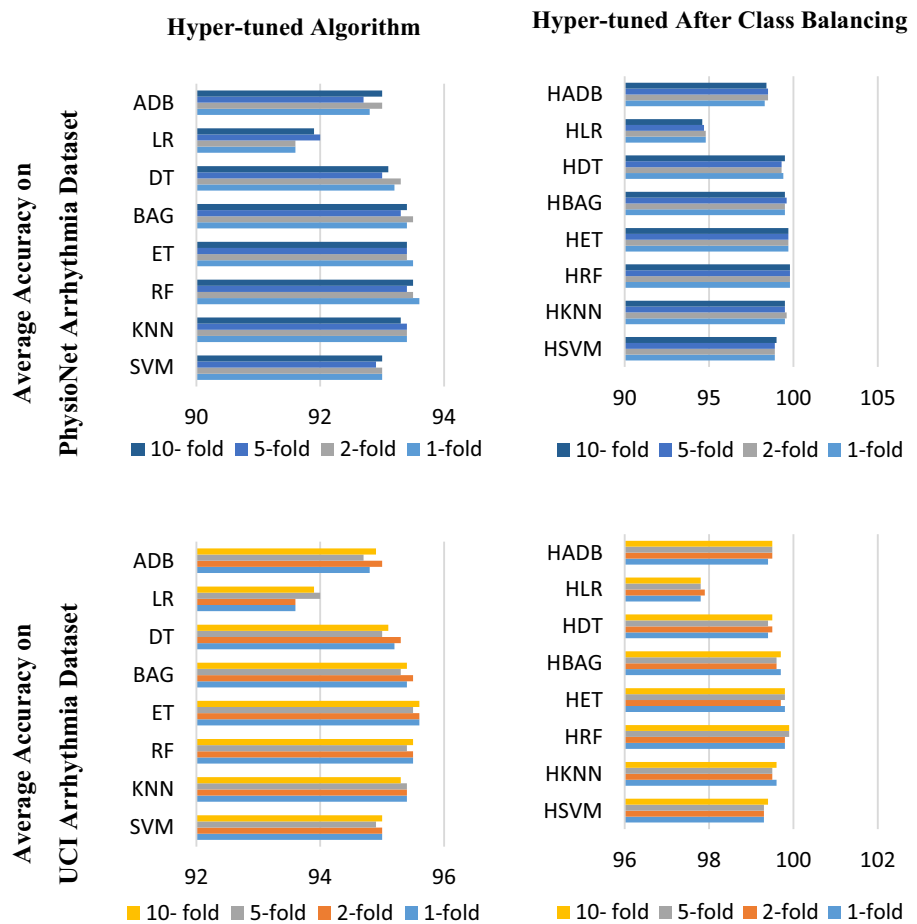 Hyper-tuned Algorithm
Hyper-tuned After Class Balancing
Average Accuracy on
PhysioNet Arrhythmia Dataset
ADB
LR
DT
BAG
ET
RF
KNN
SVM
90 92 94
10- fold 5-fold 2-fold 1-fold
HADB
HLR
HDT
HBAG
HET
HRF
HKNN
HSVM
90 95 100 105
10- fold 5-fold 2-fold 1-fold
Average Accuracy on
UCI Arrhythmia Dataset
ADB
LR
DT
BAG
ET
RF
KNN
SVM
92 94 96
10- fold 5-fold 2-fold 1-fold
HADB
HLR
HDT
HBAG
HET
HRF
HKNN
HSVM
96 98 100 102
10- fold 5-fold 2-fold 1-fold